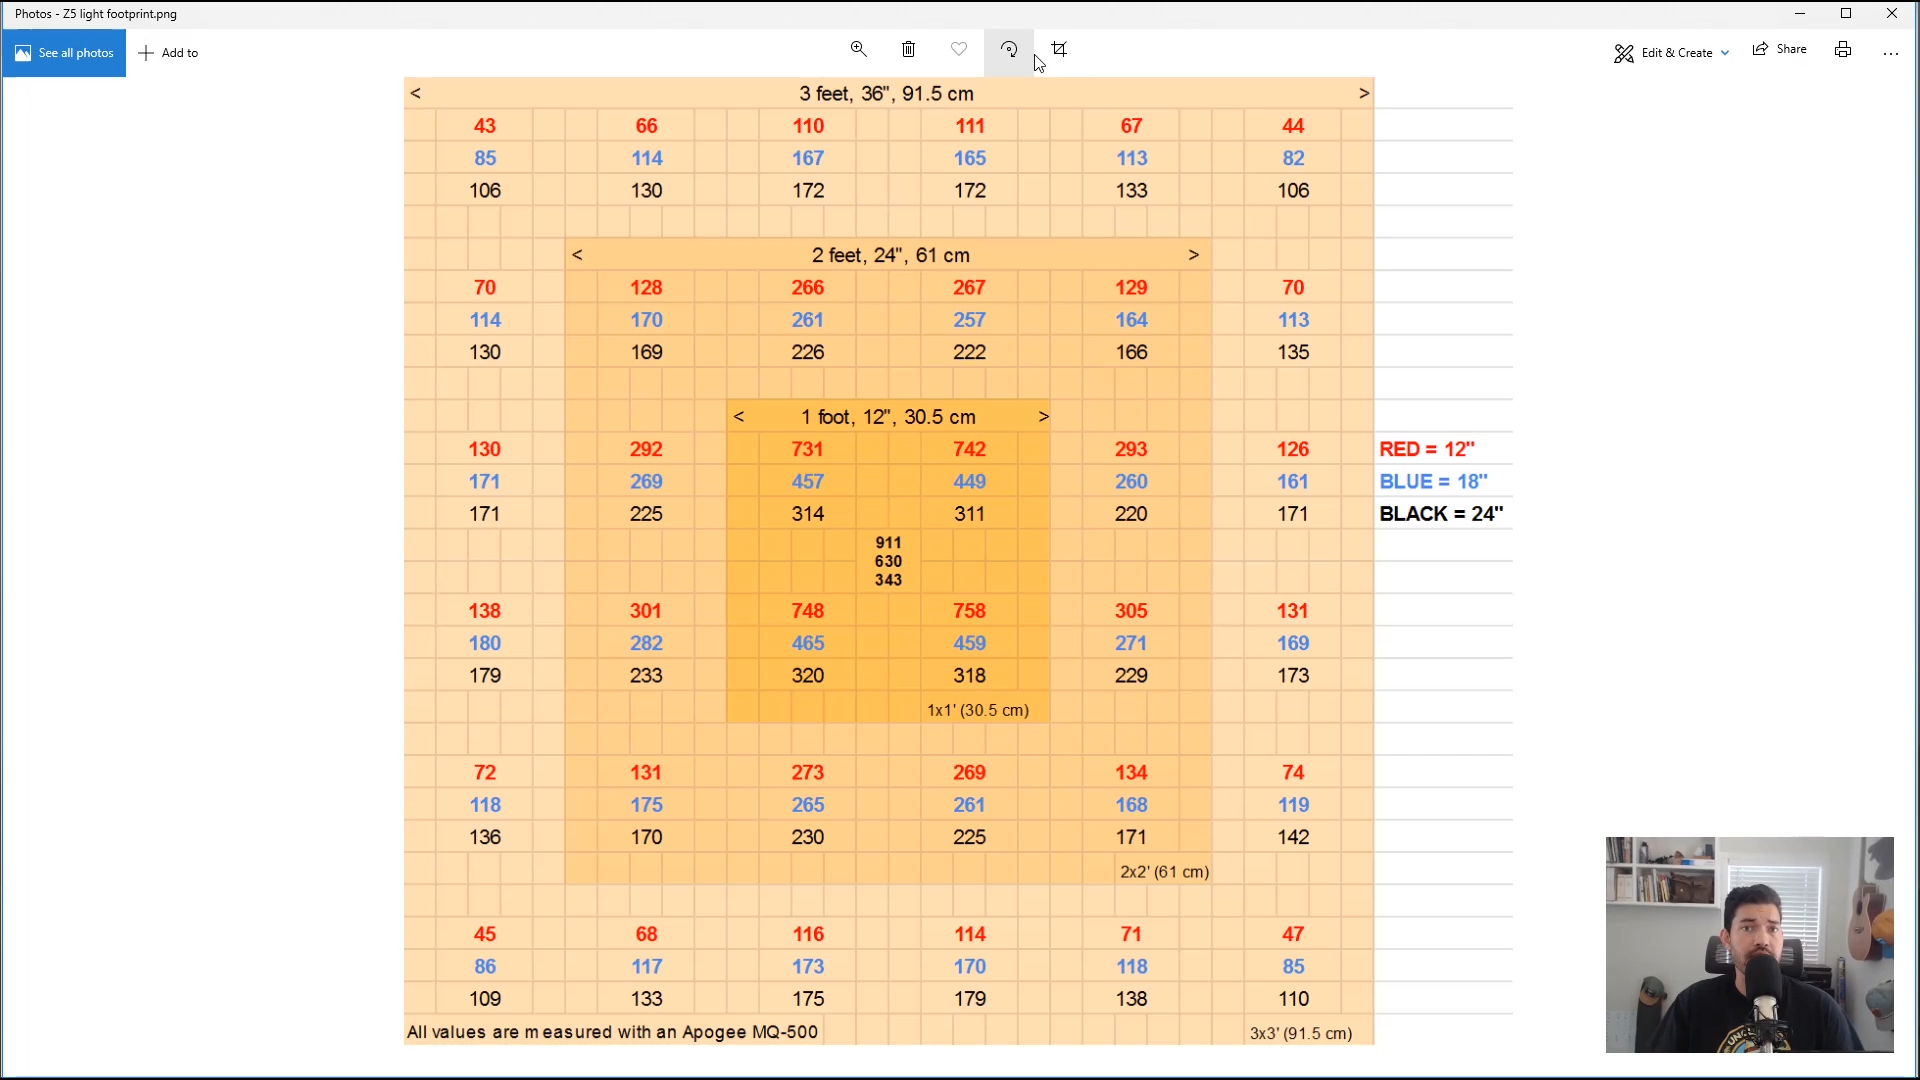 Photos - Z5 light footprint.png
See all photos
Add to
Edit & Create
Share
< 3 feet, 36", 91.5 cm >
43 66 110 111 67 44
85 114 167 165 113 82
106 130 172 172 133 106
< 2 feet, 24", 61 cm >
70 128 266 267 129 70
114 170 261 257 164 113
130 169 226 222 166 135
< 1 foot, 12", 30.5 cm >
130 292 731 742 293 126 RED = 12"
171 269 457 449 260 161 BLUE = 18"
171 225 314 311 220 171 BLACK = 24"
911
630
343
138 301 748 758 305 131
180 282 465 459 271 169
179 233 320 318 229 173
1x1' (30.5 cm)
72 131 273 269 134 74
118 175 265 261 168 119
136 170 230 225 171 142
2x2' (61 cm)
45 68 116 114 71 47
86 117 173 170 118 85
109 133 175 179 138 110
All values are measured with an Apogee MQ-500
3x3' (91.5 cm)